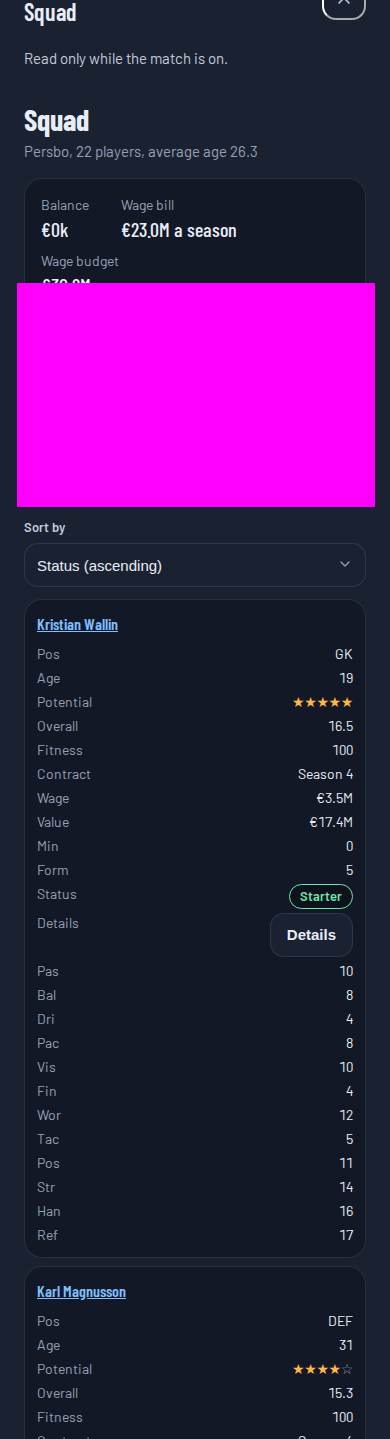 Squad
Read only while the match is on.
Squad
Persbo, 22 players, average age 26.3
Balance Wage bill
€0k €23.0M a season
Wage budget
Sort by
Status (ascending)
Kristian Wallin
Pos GK
Age 19
Potential ★★★★★
Overall 16.5
Fitness 100
Contract Season 4
Wage €3.5M
Value €17.4M
Min 0
Form 5
Status Starter
Details Details
Pas 10
Bal 8
Dri 4
Pac 8
Vis 10
Fin 4
Wor 12
Tac 5
Pos 11
Str 14
Han 16
Ref 17
Karl Magnusson
Pos DEF
Age 31
Potential ★★★★☆
Overall 15.3
Fitness 100